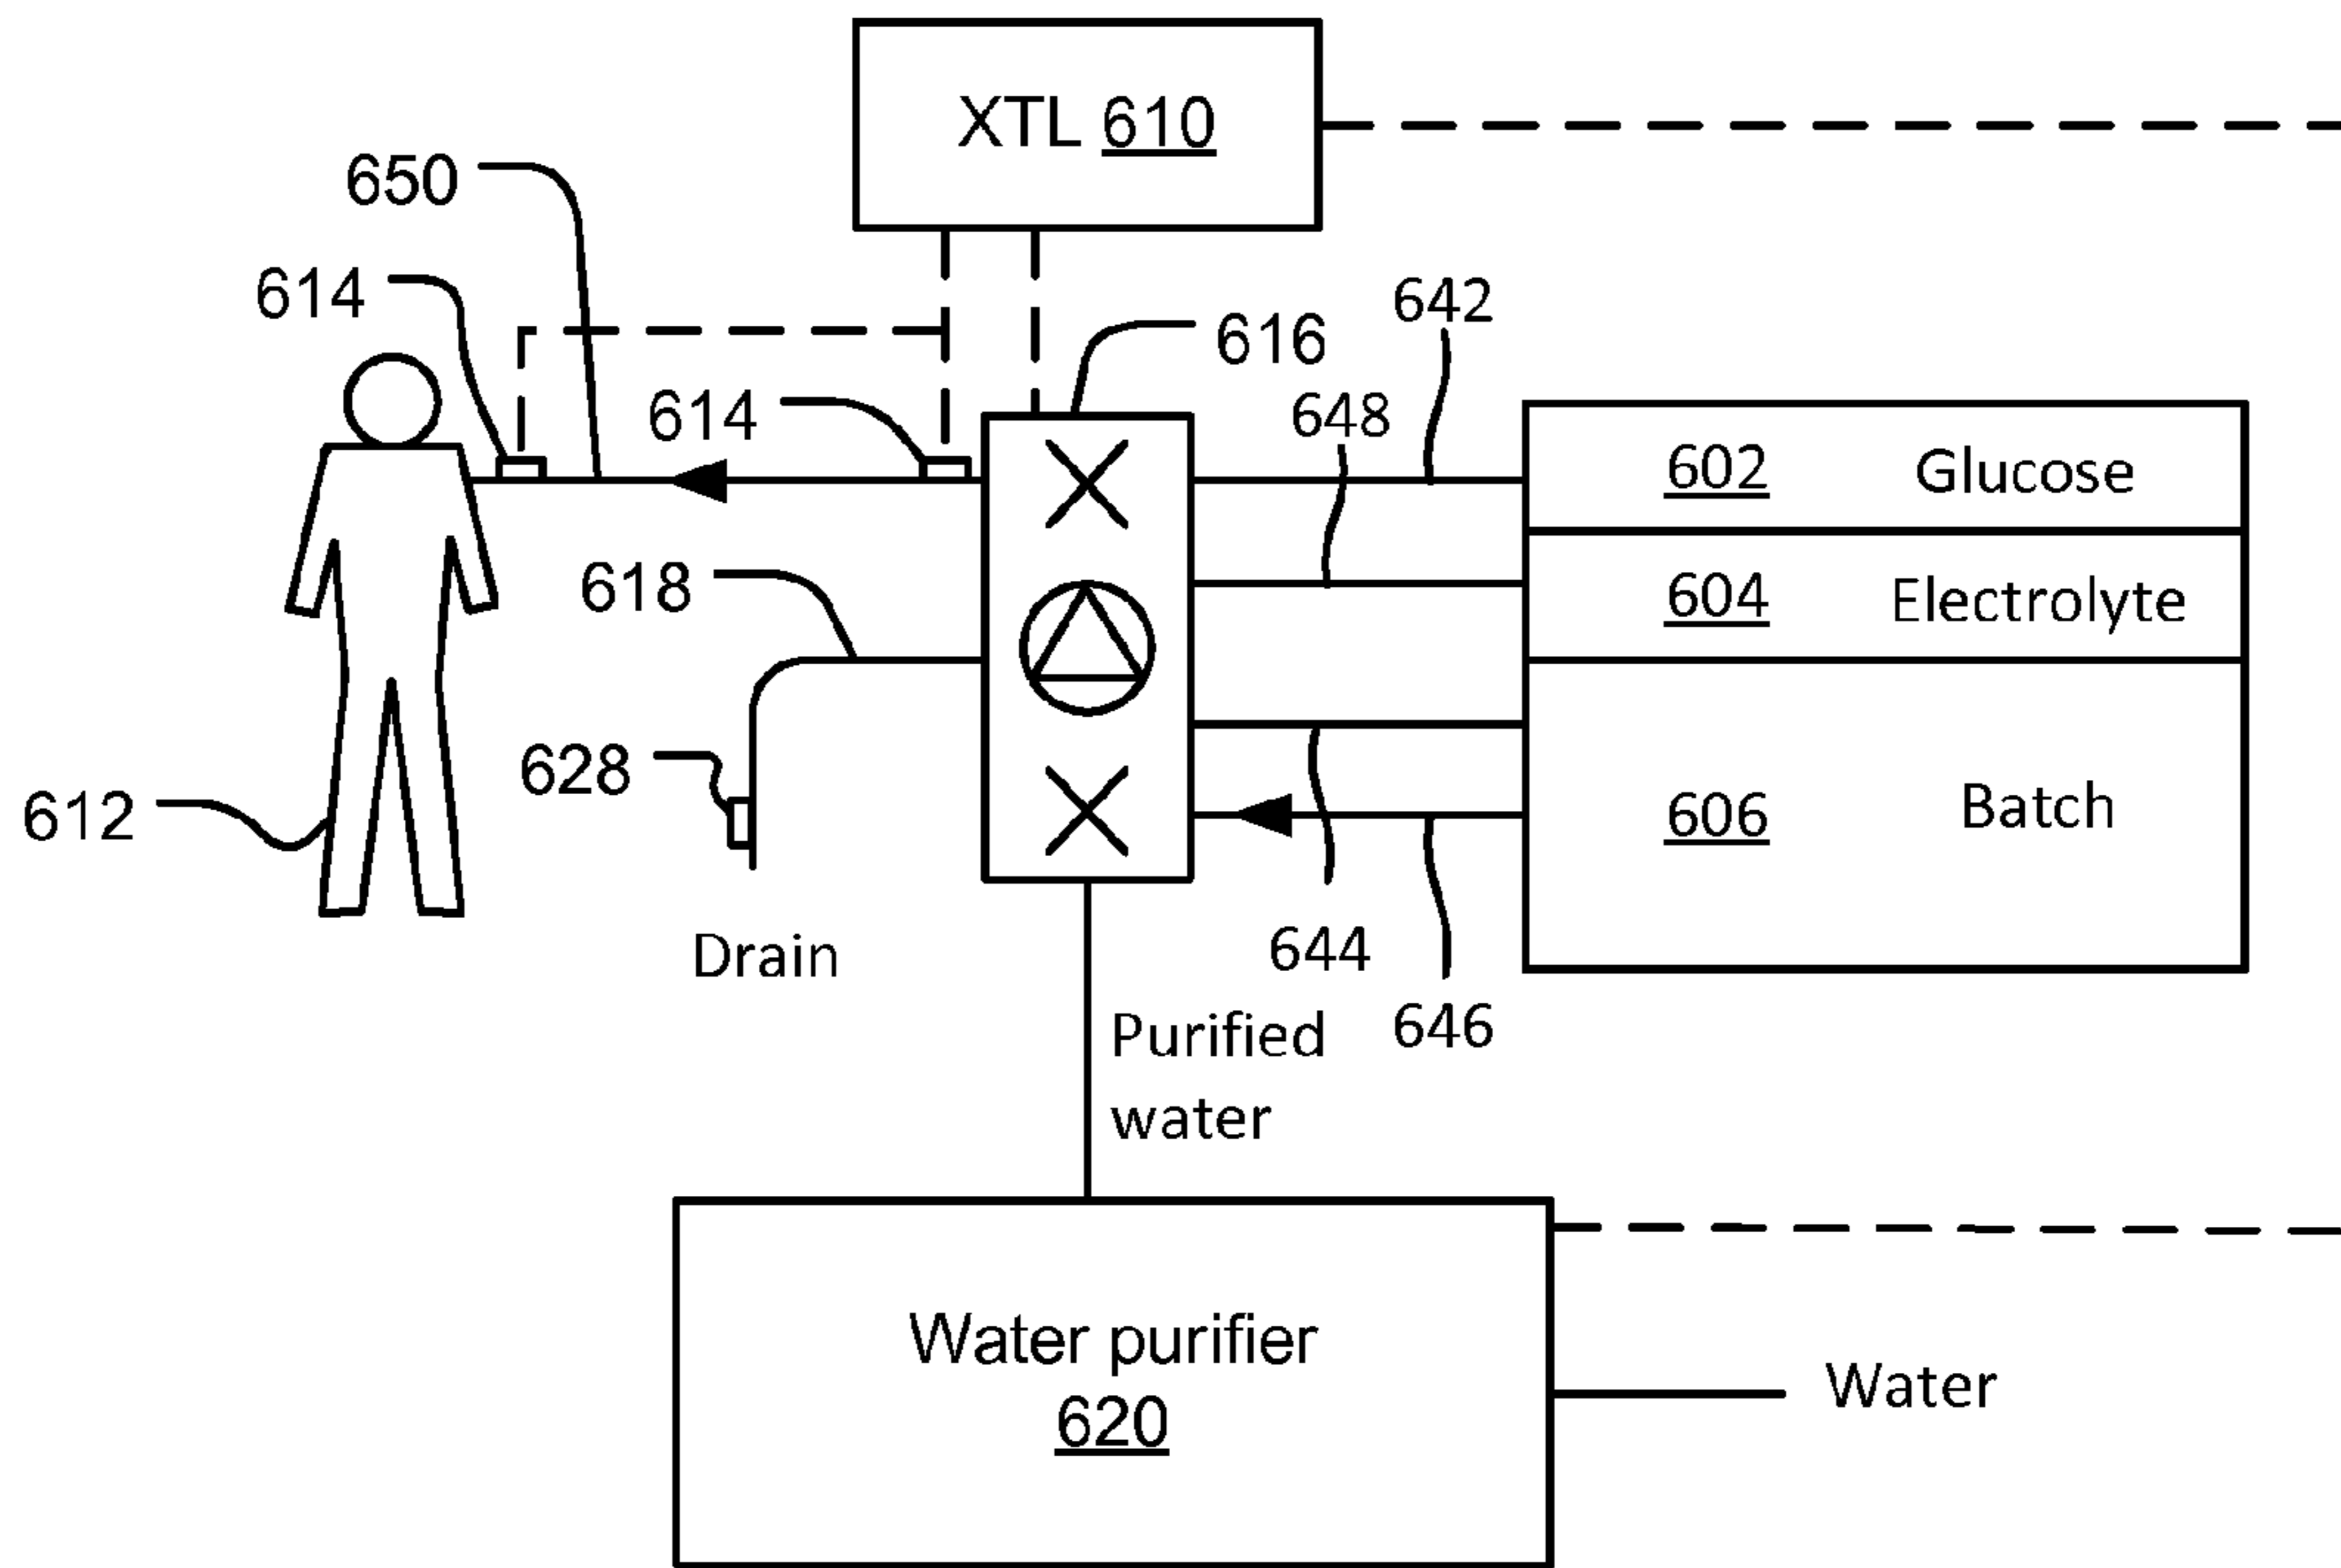 XTL 610
650
614
642
616
614
648
602 Glucose
618
604 Electrolyte
628
612
606 Batch
Drain
644
646
Purified
water
Water purifier
620
Water